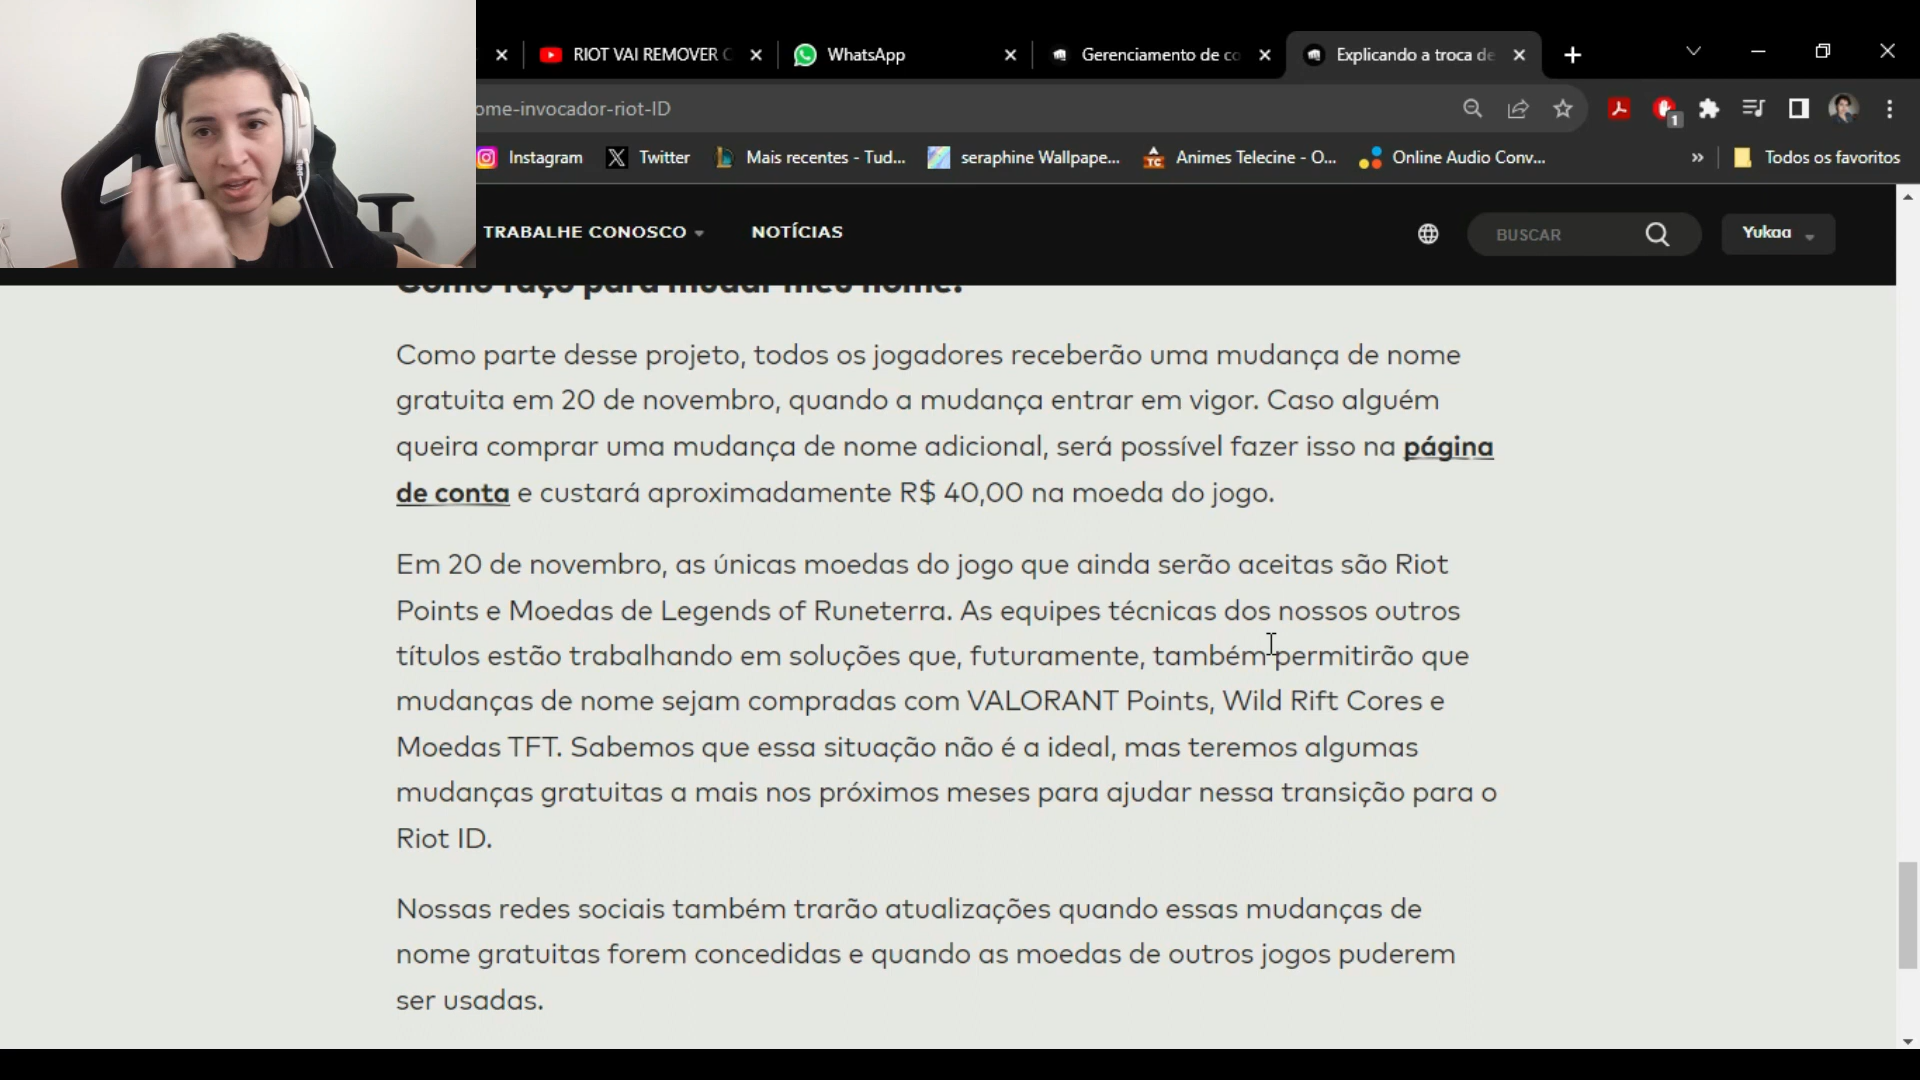 RIOT VAI REMOVER
WhatsApp
Gerenciamento de co
Explicando a troca de
ome-invocador-riot-ID
1
Instagram
Twitter
Mais recentes - Tud...
seraphine Wallpape...
TC
Animes Telecine - O...
Online Audio Conv...
»
Todos os favoritos
TRABALHE CONOSCO
NOTÍCIAS
BUSCAR
Yukaa
Como faço para mudar meu nome?
Como parte desse projeto, todos os jogadores receberão uma mudança de nome
gratuita em 20 de novembro, quando a mudança entrar em vigor. Caso alguém
queira comprar uma mudança de nome adicional, será possível fazer isso na página
de conta e custará aproximadamente R$ 40,00 na moeda do jogo.
Em 20 de novembro, as únicas moedas do jogo que ainda serão aceitas são Riot
Points e Moedas de Legends of Runeterra. As equipes técnicas dos nossos outros
títulos estão trabalhando em soluções que, futuramente, também permitirão que
mudanças de nome sejam compradas com VALORANT Points, Wild Rift Cores e
Moedas TFT. Sabemos que essa situação não é a ideal, mas teremos algumas
mudanças gratuitas a mais nos próximos meses para ajudar nessa transição para o
Riot ID.
Nossas redes sociais também trarão atualizações quando essas mudanças de
nome gratuitas forem concedidas e quando as moedas de outros jogos puderem
ser usadas.